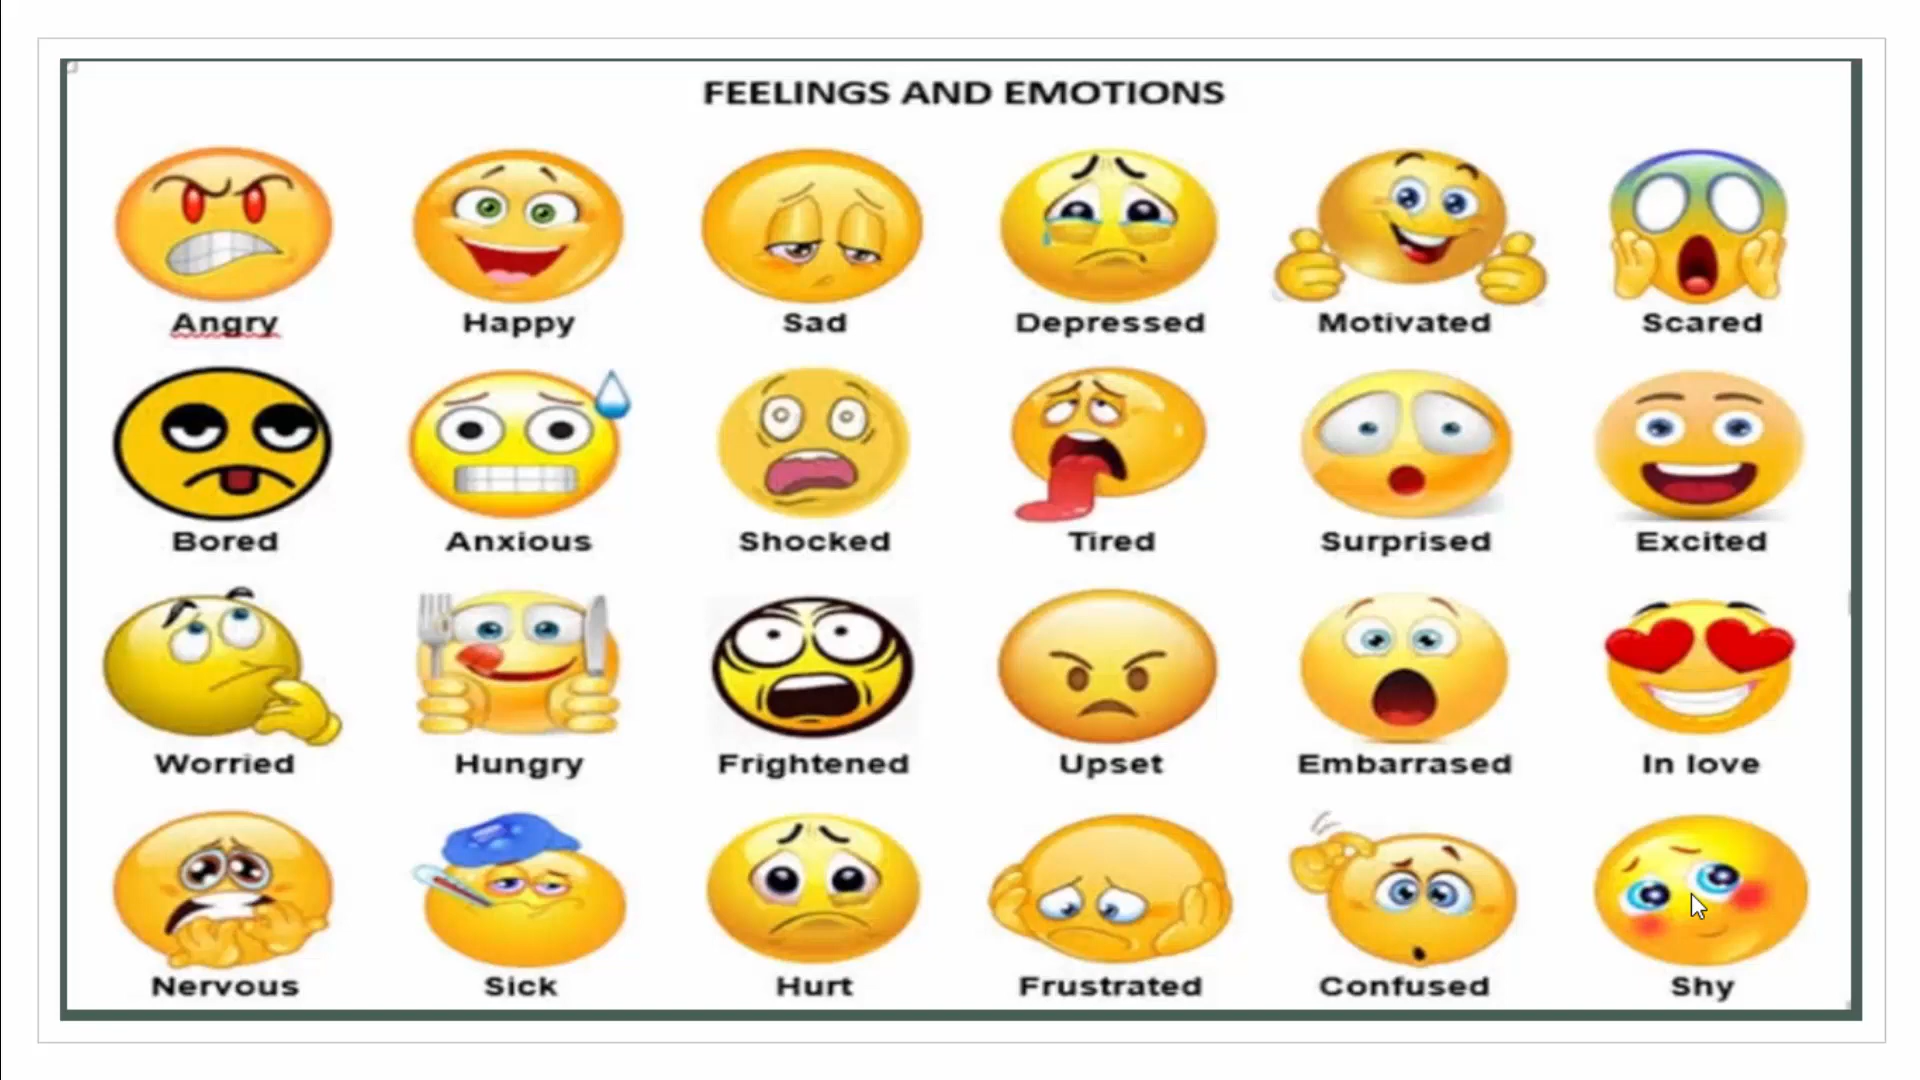 FEELINGS AND EMOTIONS
Angry Happy Sad Depressed Motivated Scared
Bored Anxious Shocked Tired Surprised Excited
Worried Hungry Frightened Upset Embarrased In love
Nervous Sick Hurt Frustrated Confused Shy